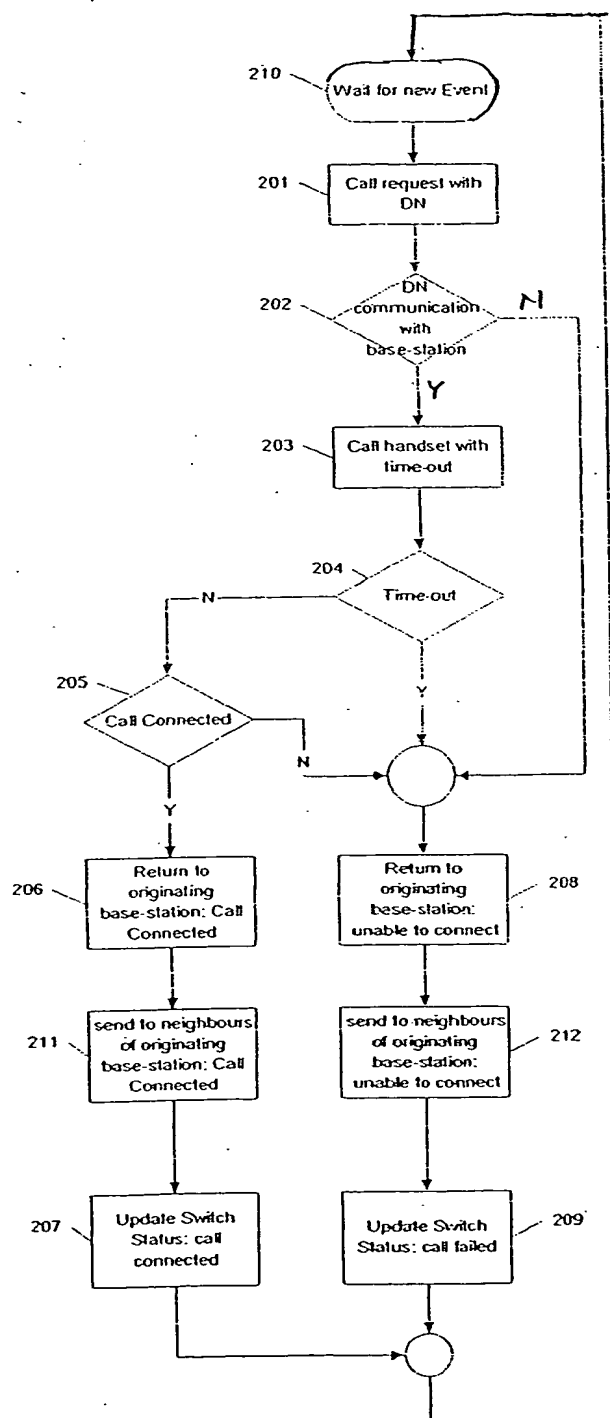 210
Wait for new Event
201
Call request with
DN
202
DN
communication
with
base-station
N
Y
203
Call handset with
time-out
204
Time-out
N
Y
205
Call Connected
N
Y
206
Return to
originating
base-station: Call
Connected
Return to
originating
base-station:
unable to connect
208
211
send to neighbours
of originating
base-station: Call
Connected
send to neighbours
of originating
base-station:
unable to connect
212
207
Update Switch
Status: call
connected
Update Switch
Status: call failed
209